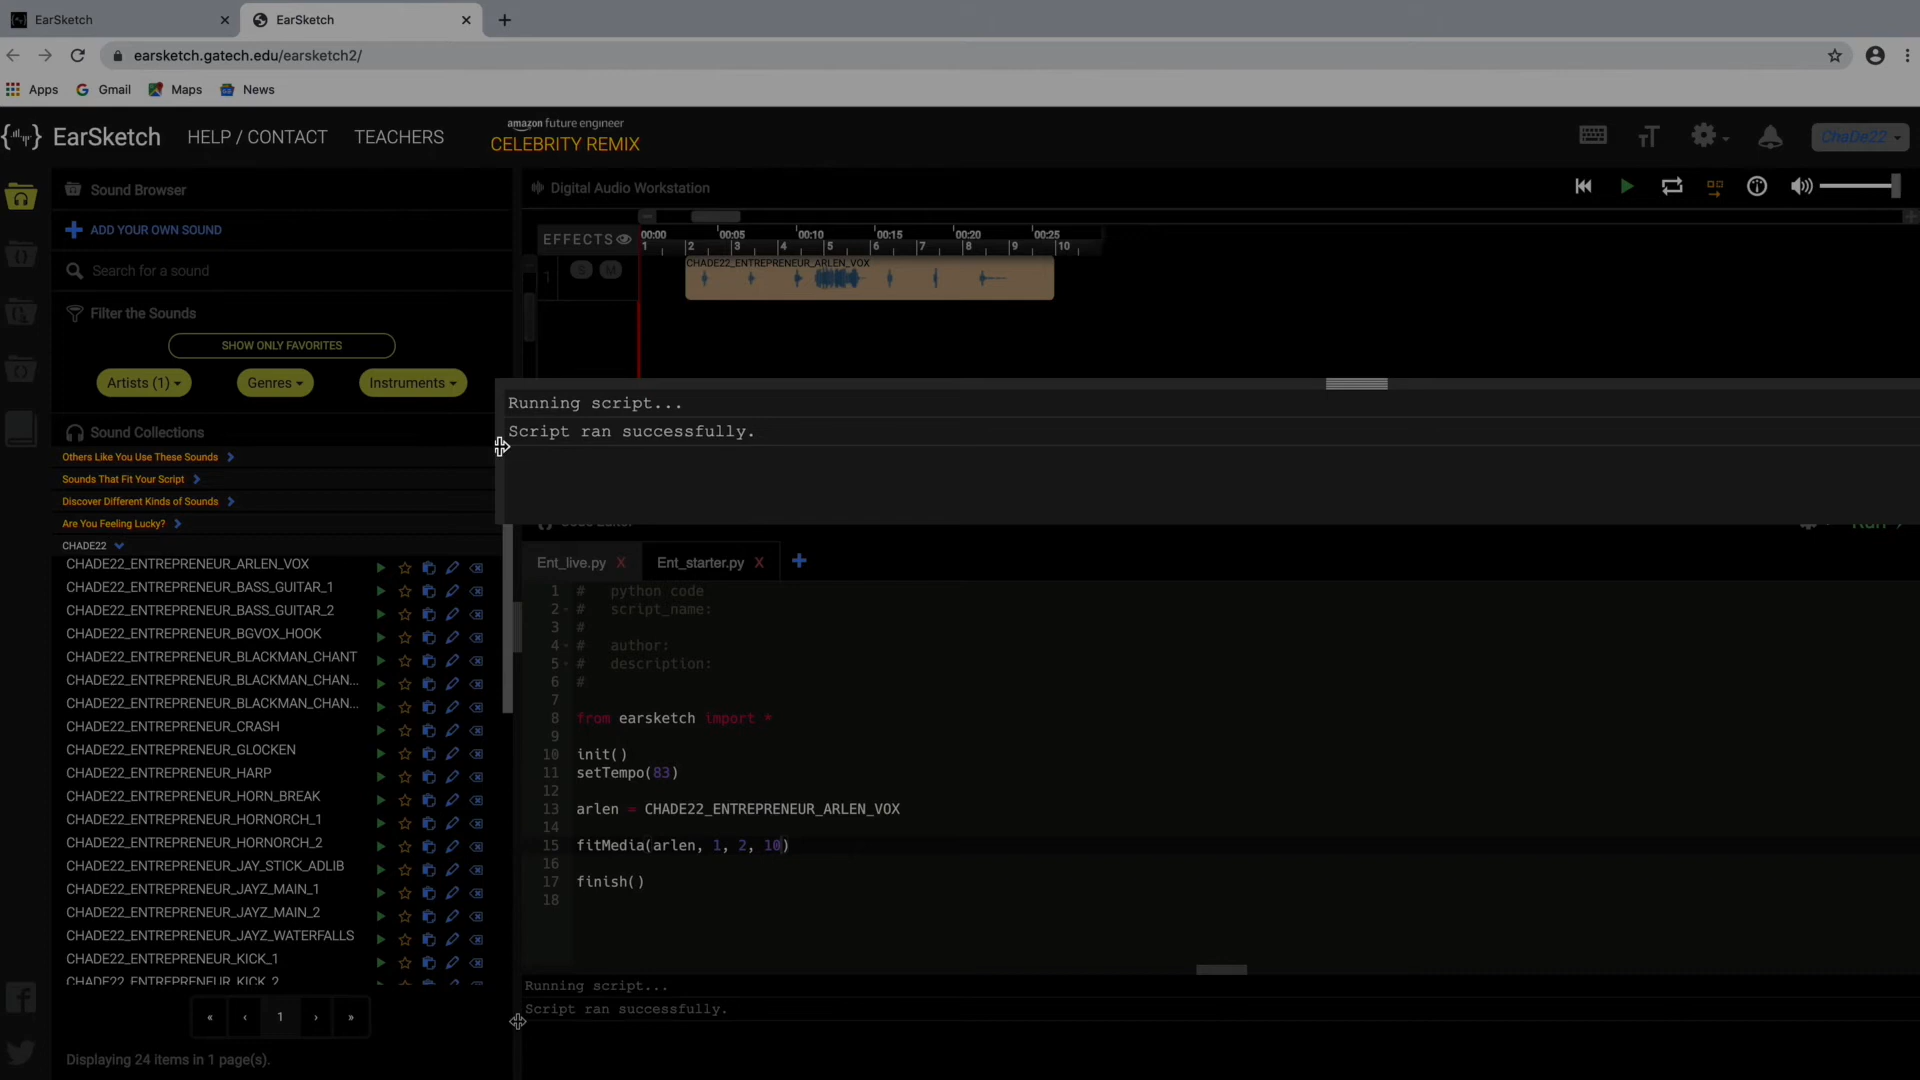 EarSketch
EarSketch
earsketch.gatech.edu/earsketch2/
Apps
Gmail
Maps
News
EarSketch
HELP / CONTACT
TEACHERS
amazon future engineer
CELEBRITY REMIX
ChaDe22
Sound Browser
ADD YOUR OWN SOUND
Search for a sound
Filter the Sounds
SHOW ONLY FAVORITES
Artists (1)
Genres
Instruments
Sound Collections
Others Like You Use These Sounds
Sounds That Fit Your Script
Discover Different Kinds of Sounds
Are You Feeling Lucky?
CHADE22
CHADE22_ENTREPRENEUR_ARLEN_VOX
CHADE22_ENTREPRENEUR_BASS_GUITAR_1
CHADE22_ENTREPRENEUR_BASS_GUITAR_2
CHADE22_ENTREPRENEUR_BGVOX_HOOK
CHADE22_ENTREPRENEUR_BLACKMAN_CHANT
CHADE22_ENTREPRENEUR_BLACKMAN_CHAN...
CHADE22_ENTREPRENEUR_BLACKMAN_CHAN...
CHADE22_ENTREPRENEUR_CRASH
CHADE22_ENTREPRENEUR_GLOCKEN
CHADE22_ENTREPRENEUR_HARP
CHADE22_ENTREPRENEUR_HORN_BREAK
CHADE22_ENTREPRENEUR_HORNORCH_1
CHADE22_ENTREPRENEUR_HORNORCH_2
CHADE22_ENTREPRENEUR_JAY_STICK_ADLIB
CHADE22_ENTREPRENEUR_JAYZ_MAIN_1
CHADE22_ENTREPRENEUR_JAYZ_MAIN_2
CHADE22_ENTREPRENEUR_JAYZ_WATERFALLS
CHADE22_ENTREPRENEUR_KICK_1
CHADE22_ENTREPRENEUR_KICK_2
« ‹ 1 › »
Displaying 24 items in 1 page(s).
Digital Audio Workstation
EFFECTS
00:00 00:05 00:10 00:15 00:20 00:25
1 2 3 4 5 6 7 8 9 10
1 S M
CHADE22_ENTREPRENEUR_ARLEN_VOX
Running script...
Script ran successfully.
Ent_live.py X
Ent_starter.py X
1 # python code
2 # script_name:
3 #
4 # author:
5 # description:
6 #
7
8 from earsketch import *
9
10 init()
11 setTempo(83)
12
13 arlen = CHADE22_ENTREPRENEUR_ARLEN_VOX
14
15 fitMedia(arlen, 1, 2, 10)
16
17 finish()
18
Running script...
Script ran successfully.